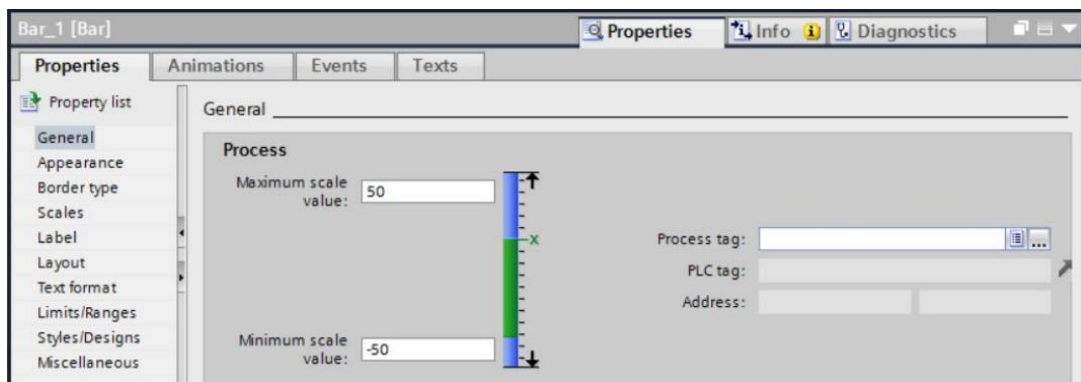 Bar_1 [Bar]
Properties Info Diagnostics
Properties Animations Events Texts
Property list
General
Appearance
Border type
Scales
Label
Layout
Text format
Limits/Ranges
Styles/Designs
Miscellaneous
General
Process
Maximum scale
value: 50
x
Minimum scale
value: -50
Process tag: ...
PLC tag:
Address: